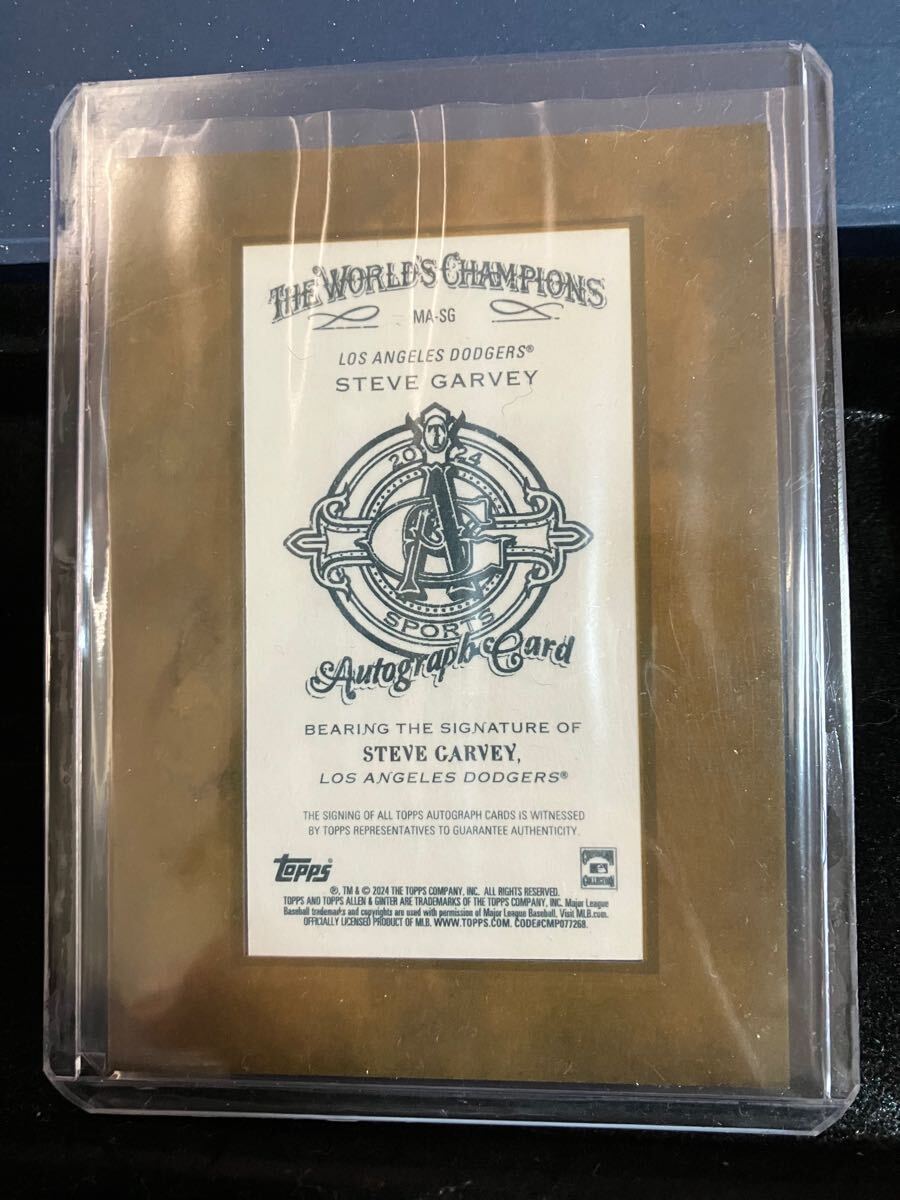 THE WORLD'S CHAMPIONS
MA-SG
LOS ANGELES DODGERS®
STEVE GARVEY
T
20 24
A&G
SPORTS
Autograph Card
BEARING THE SIGNATURE OF
STEVE GARVEY,
LOS ANGELES DODGERS®
THE SIGNING OF ALL TOPPS AUTOGRAPH CARDS IS WITNESSED
BY TOPPS REPRESENTATIVES TO GUARANTEE AUTHENTICITY.
topps®
COOPERSTOWN
COLLECTION
®, TM & © 2024 THE TOPPS COMPANY, INC. ALL RIGHTS RESERVED.
TOPPS AND TOPPS ALLEN & GINTER ARE TRADEMARKS OF THE TOPPS COMPANY, INC. Major League
Baseball trademarks and copyrights are used with permission of Major League Baseball. Visit MLB.com.
OFFICIALLY LICENSED PRODUCT OF MLB. WWW.TOPPS.COM. CODE#CMP077268.